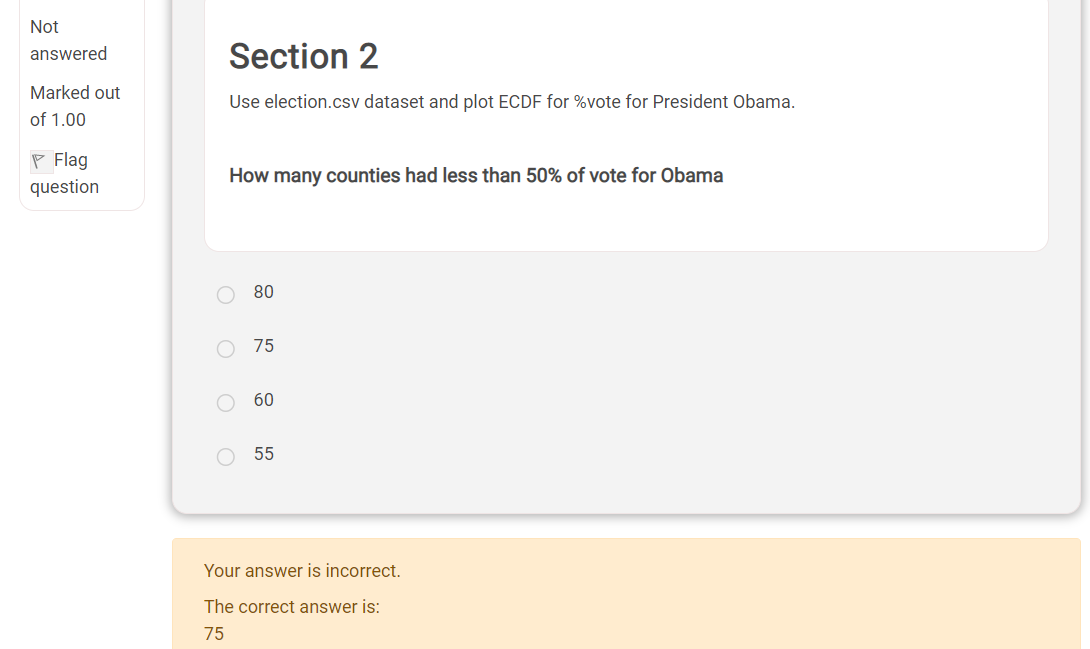 Not
answered
Marked out
of 1.00
Flag
question
Section 2
Use election.csv dataset and plot ECDF for %vote for President Obama.
How many counties had less than 50% of vote for Obama
80
75
60
55
Your answer is incorrect.
The correct answer is:
75